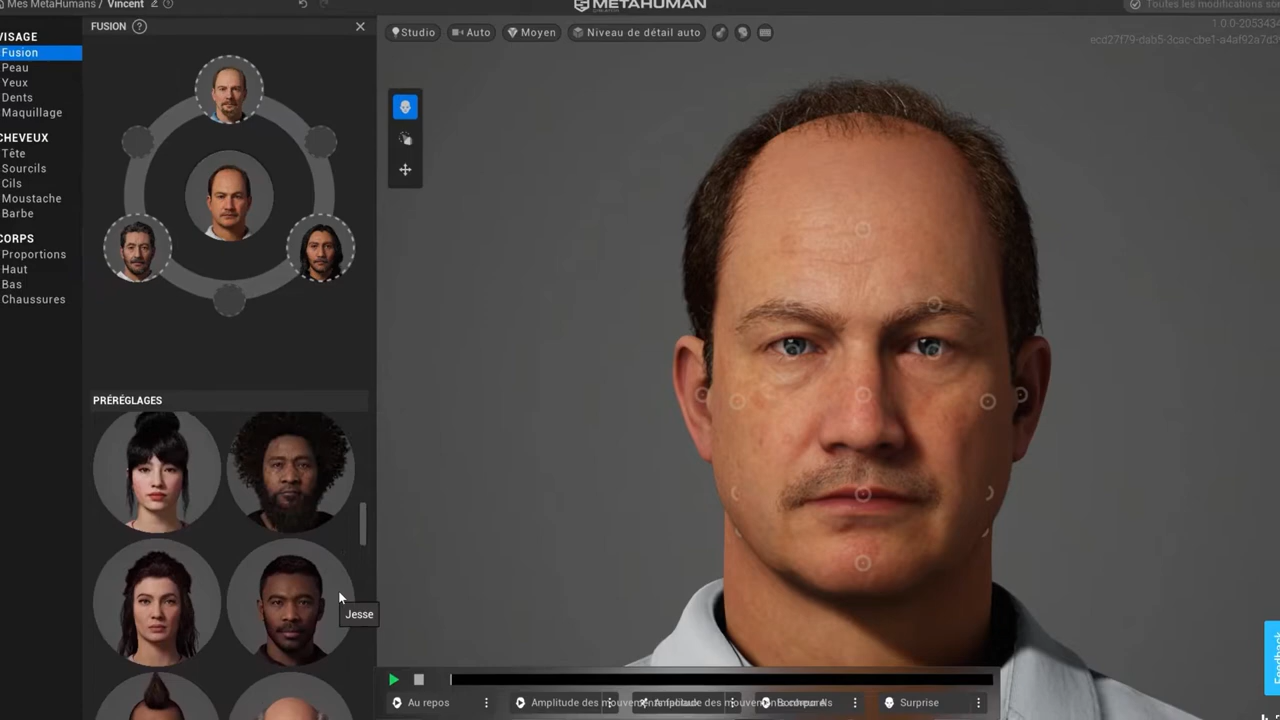 Mes MetaHumans / Vincent
METAHUMAN
Toutes les modifications
FUSION ?
VISAGE
Fusion
Peau
Yeux
Dents
Maquillage
CHEVEUX
Tête
Sourcils
Cils
Moustache
Barbe
CORPS
Proportions
Haut
Bas
Chaussures
Studio
Auto
Moyen
Niveau de détail auto
PRÉRÉGLAGES
Jesse
Feedback
Au repos
Amplitude des
Surprise